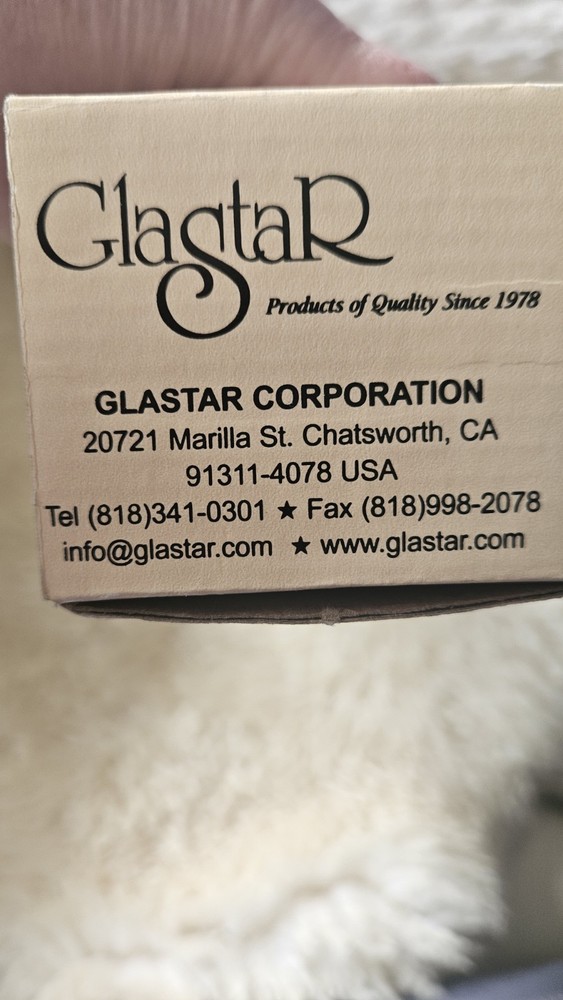 GlastaR
Products of Quality Since 1978
GLASTAR CORPORATION
20721 Marilla St. Chatsworth, CA
91311-4078 USA
Tel (818)341-0301 ★ Fax (818)998-2078
info@glastar.com ★ www.glastar.com